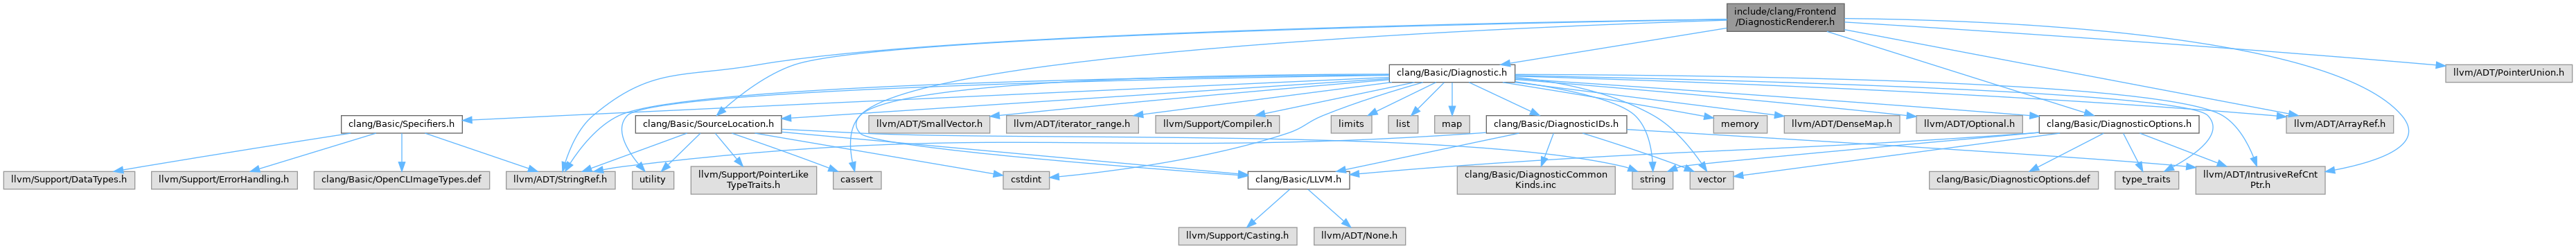 include/clang/Frontend
/DiagnosticRenderer.h
clang/Basic/Diagnostic.h
llvm/ADT/PointerUnion.h
clang/Basic/Specifiers.h
clang/Basic/SourceLocation.h
llvm/ADT/SmallVector.h
llvm/ADT/iterator_range.h
llvm/Support/Compiler.h
limits
list
map
clang/Basic/DiagnosticIDs.h
memory
llvm/ADT/DenseMap.h
llvm/ADT/Optional.h
clang/Basic/DiagnosticOptions.h
llvm/ADT/ArrayRef.h
llvm/Support/DataTypes.h
llvm/Support/ErrorHandling.h
clang/Basic/OpenCLImageTypes.def
llvm/ADT/StringRef.h
utility
llvm/Support/PointerLike
TypeTraits.h
cassert
cstdint
clang/Basic/LLVM.h
clang/Basic/DiagnosticCommon
Kinds.inc
string
vector
clang/Basic/DiagnosticOptions.def
type_traits
llvm/ADT/IntrusiveRefCnt
Ptr.h
llvm/Support/Casting.h
llvm/ADT/None.h